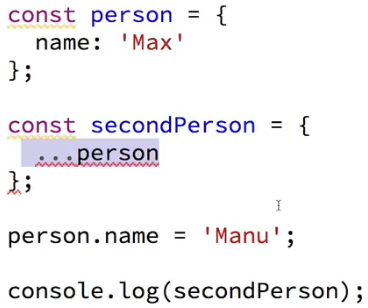 const person = {
  name: 'Max'
};
const secondPerson = {
  ...person
};
person.name = 'Manu';
console.log(secondPerson);